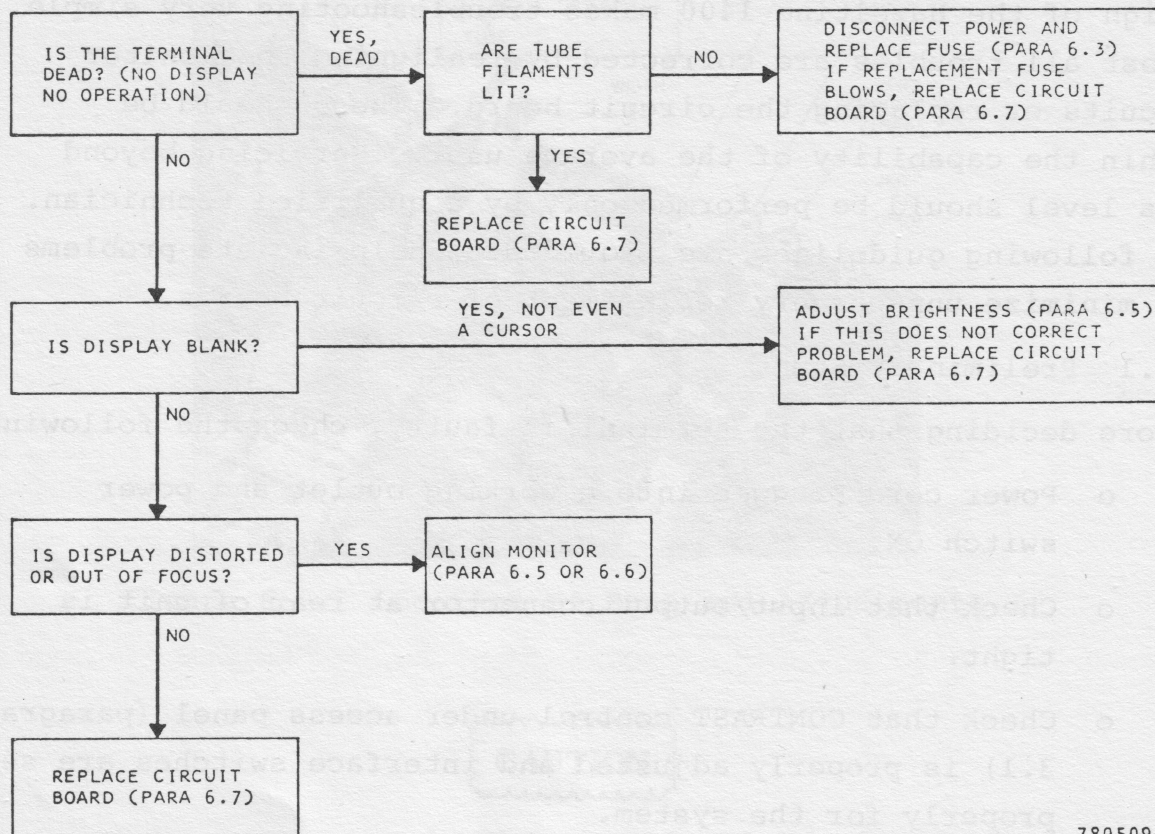 IS THE TERMINAL
DEAD? (NO DISPLAY
NO OPERATION)
YES,
DEAD
ARE TUBE
FILAMENTS
LIT?
NO
DISCONNECT POWER AND
REPLACE FUSE (PARA 6.3)
IF REPLACEMENT FUSE
BLOWS, REPLACE CIRCUIT
BOARD (PARA 6.7)
NO
YES
REPLACE CIRCUIT
BOARD (PARA 6.7)
IS DISPLAY BLANK?
YES, NOT EVEN
A CURSOR
ADJUST BRIGHTNESS (PARA 6.5)
IF THIS DOES NOT CORRECT
PROBLEM, REPLACE CIRCUIT
BOARD (PARA 6.7)
NO
IS DISPLAY DISTORTED
OR OUT OF FOCUS?
YES
ALIGN MONITOR
(PARA 6.5 OR 6.6)
NO
REPLACE CIRCUIT
BOARD (PARA 6.7)